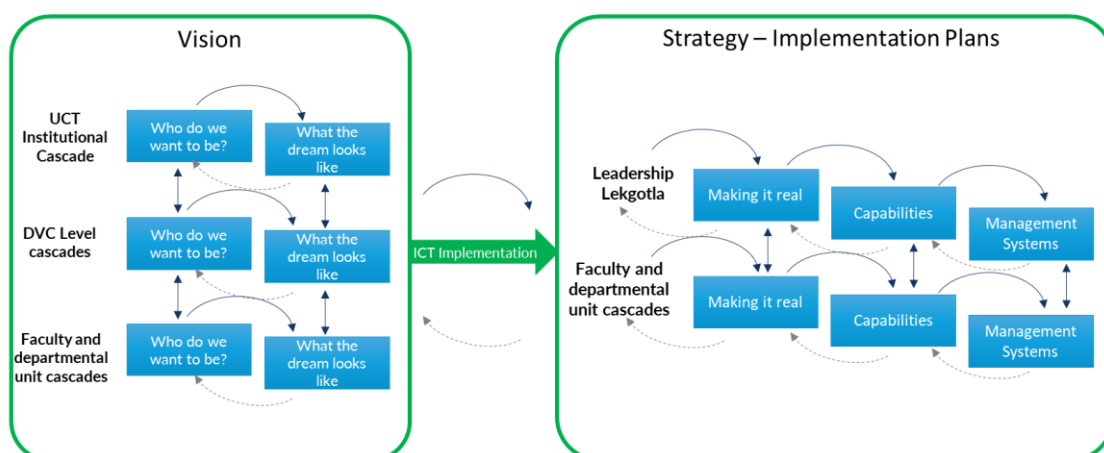 Vision
UCT
Institutional
Cascade
Who do we
want to be?
What the
dream looks
like
DVC Level
cascades
Who do we
want to be?
What the
dream looks
like
Faculty and
departmental
unit cascades
Who do we
want to be?
What the
dream looks
like
ICT Implementation
Strategy – Implementation Plans
Leadership
Lekgotla
Making it real
Capabilities
Management
Systems
Faculty and
departmental
unit cascades
Making it real
Capabilities
Management
Systems